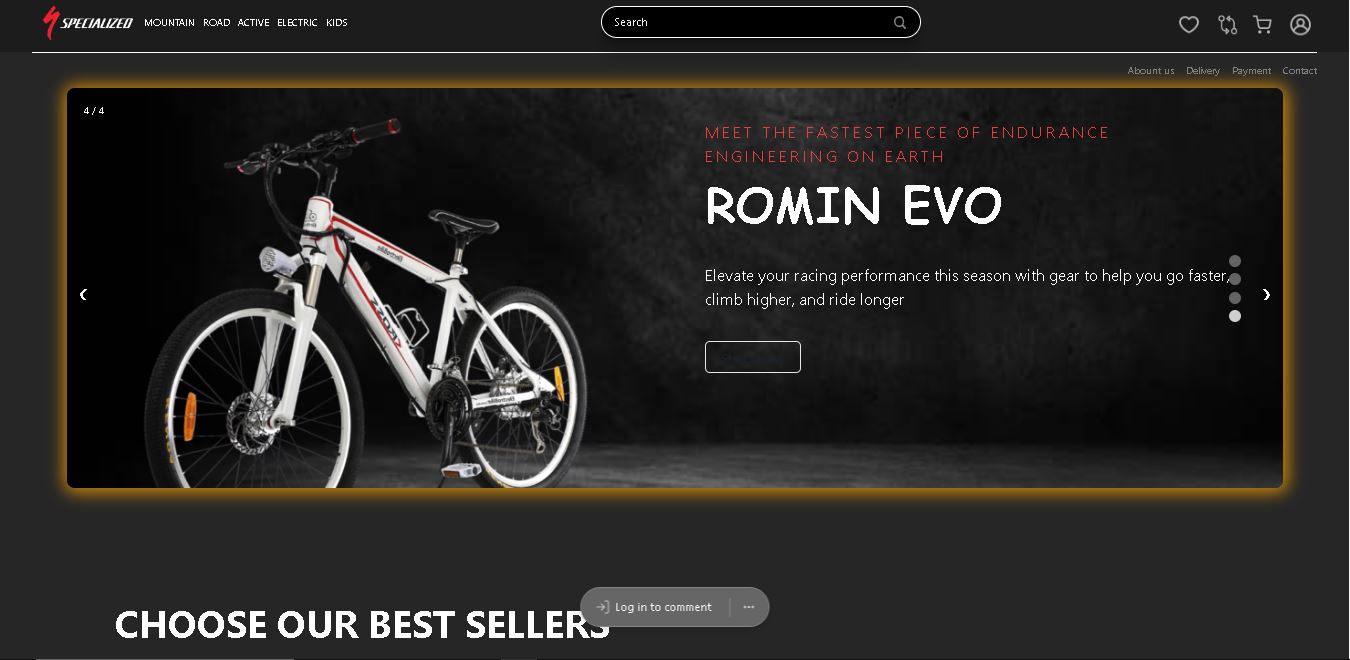 SPECIALIZED MOUNTAIN ROAD ACTIVE ELECTRIC KIDS
Search
Abount us Delivery Payment Contact
4 / 4
MEET THE FASTEST PIECE OF ENDURANCE
ENGINEERING ON EARTH
ROMIN EVO
Elevate your racing performance this season with gear to help you go faster,
climb higher, and ride longer
Log in to comment
CHOOSE OUR BEST SELLERS